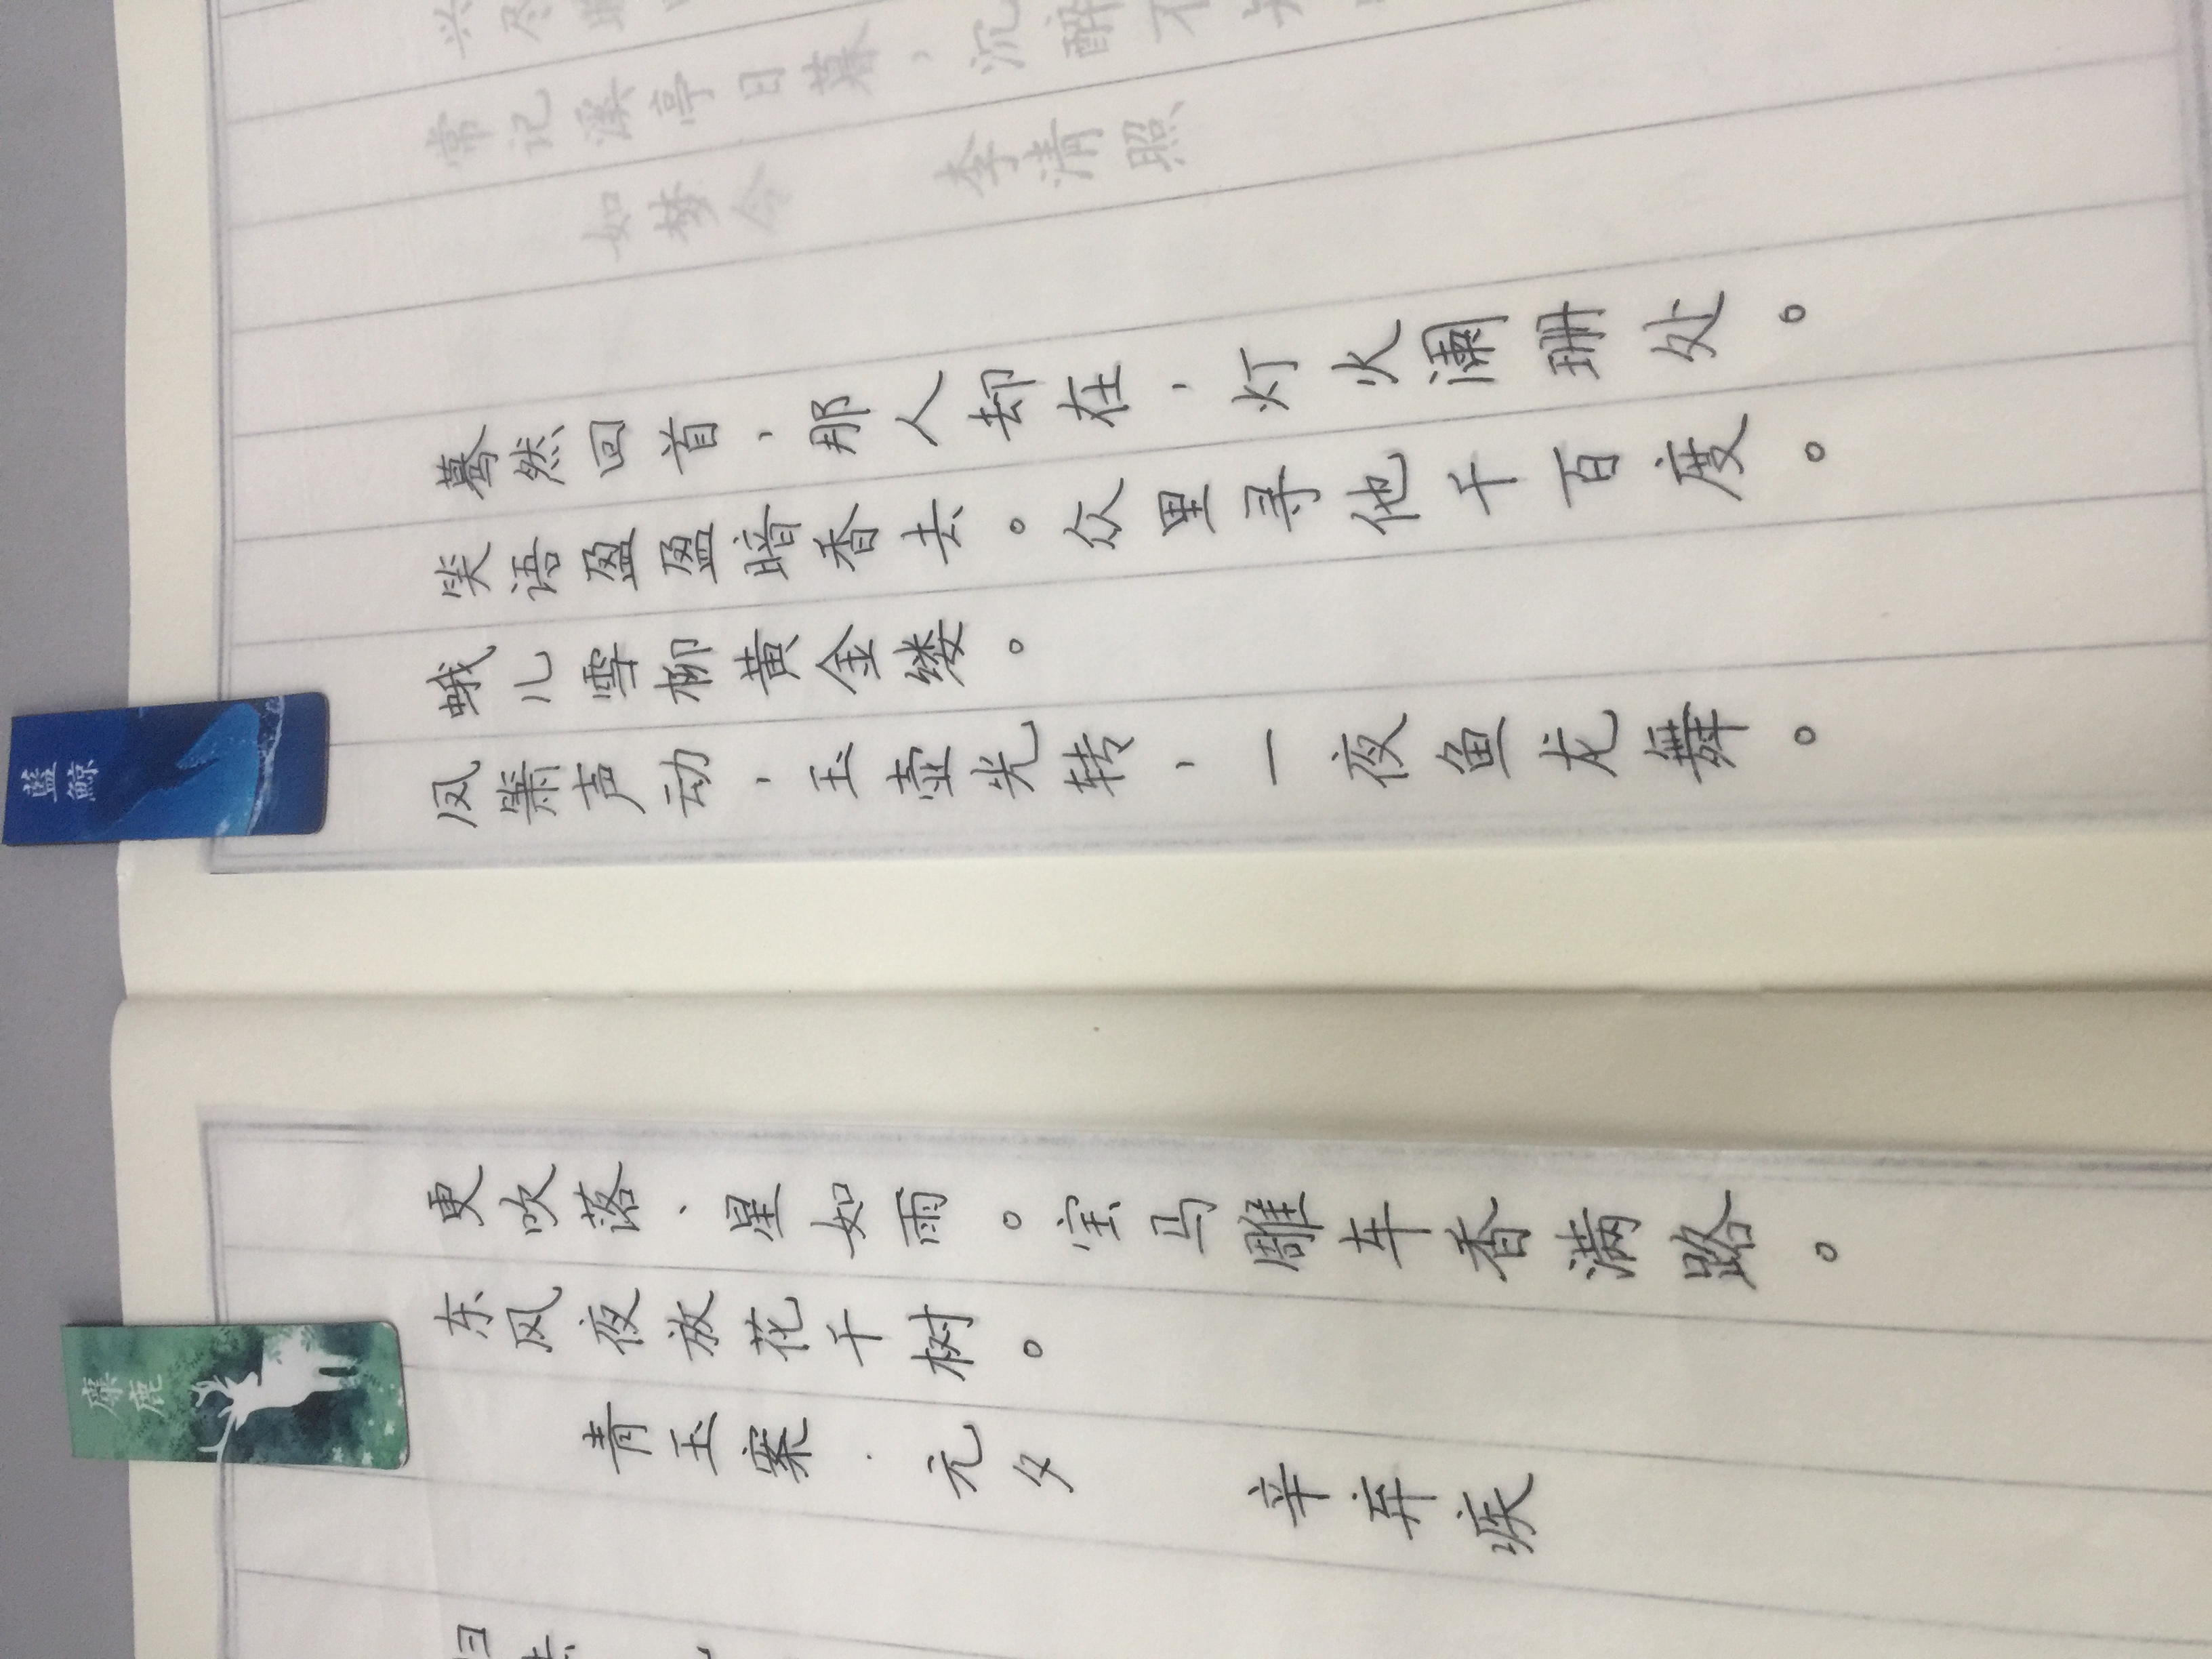 麋鹿
藍鯨
青玉案·元夕 辛弃疾
东风夜放花千树。
更吹落、星如雨。宝马雕车香满路。
凤箫声动，玉壶光转，一夜鱼龙舞。
蛾儿雪柳黄金缕。
笑语盈盈暗香去。众里寻他千百度。
蓦然回首，那人却在，灯火阑珊处。
如梦令 李清照
常记溪亭日暮，沉醉不知
兴尽